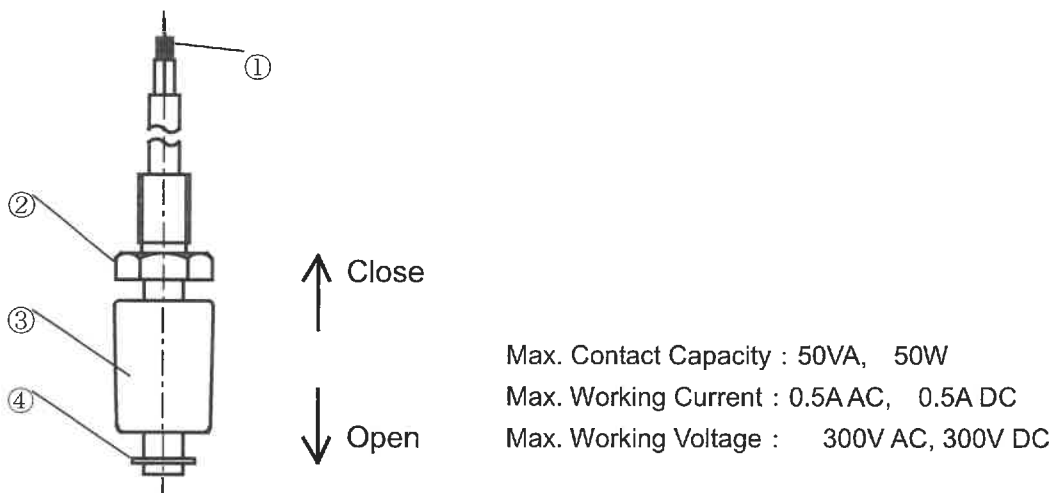 ①
②
③
④
Close
Open
Max. Contact Capacity : 50VA, 50W
Max. Working Current : 0.5A AC, 0.5A DC
Max. Working Voltage : 300V AC, 300V DC